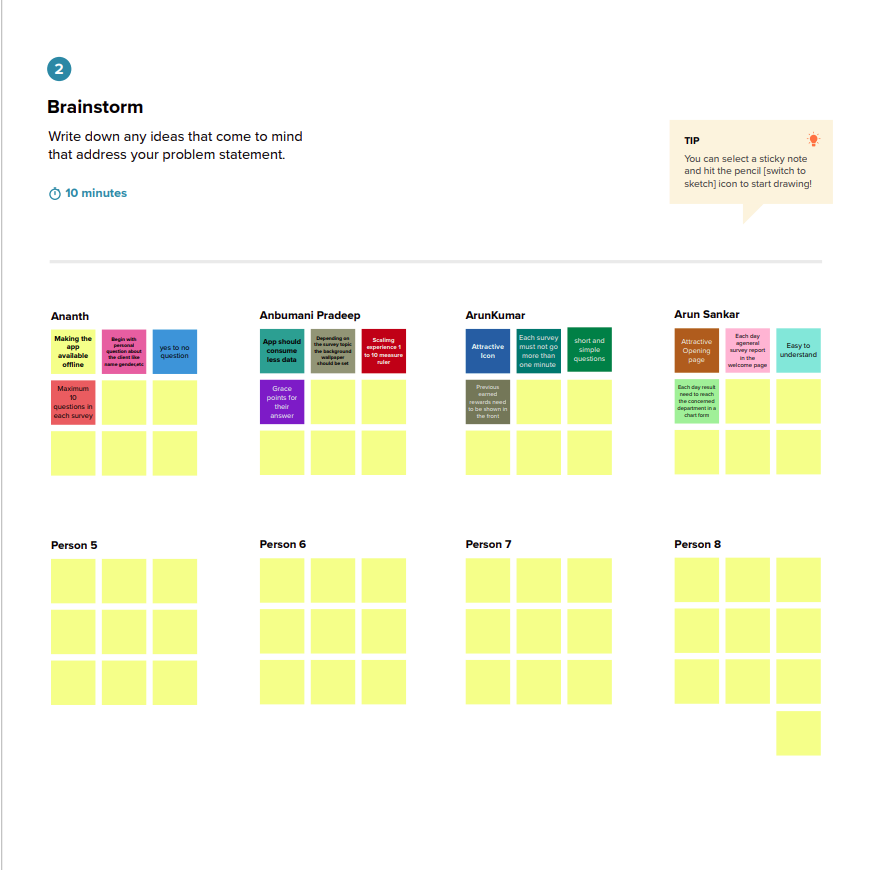 2
Brainstorm
Write down any ideas that come to mind
that address your problem statement.
10 minutes
TIP
You can select a sticky note
and hit the pencil [switch to
sketch] icon to start drawing!
Ananth
Making the
app
available
offline
Begin with
personal
question about
the client like
name gender,etc
yes to no
question
Maximum
10
questions in
each survey
Anbumani Pradeep
App should
consume
less data
Depending on
the survey topic
the background
wallpaper
should be set
Scaling
experience 1
to 10 measure
ruler
Grace
points for
their
answer
ArunKumar
Attractive
Icon
Each survey
must not go
more than
one minute
short and
simple
questions
Previous
earned
rewards need
to be shown in
the front
Arun Sankar
Attractive
Opening
page
Each day
ageneral
survey report
in the
welcome page
Easy to
understand
Each day result
need to reach
the concerned
department in a
chart form
Person 5
Person 6
Person 7
Person 8